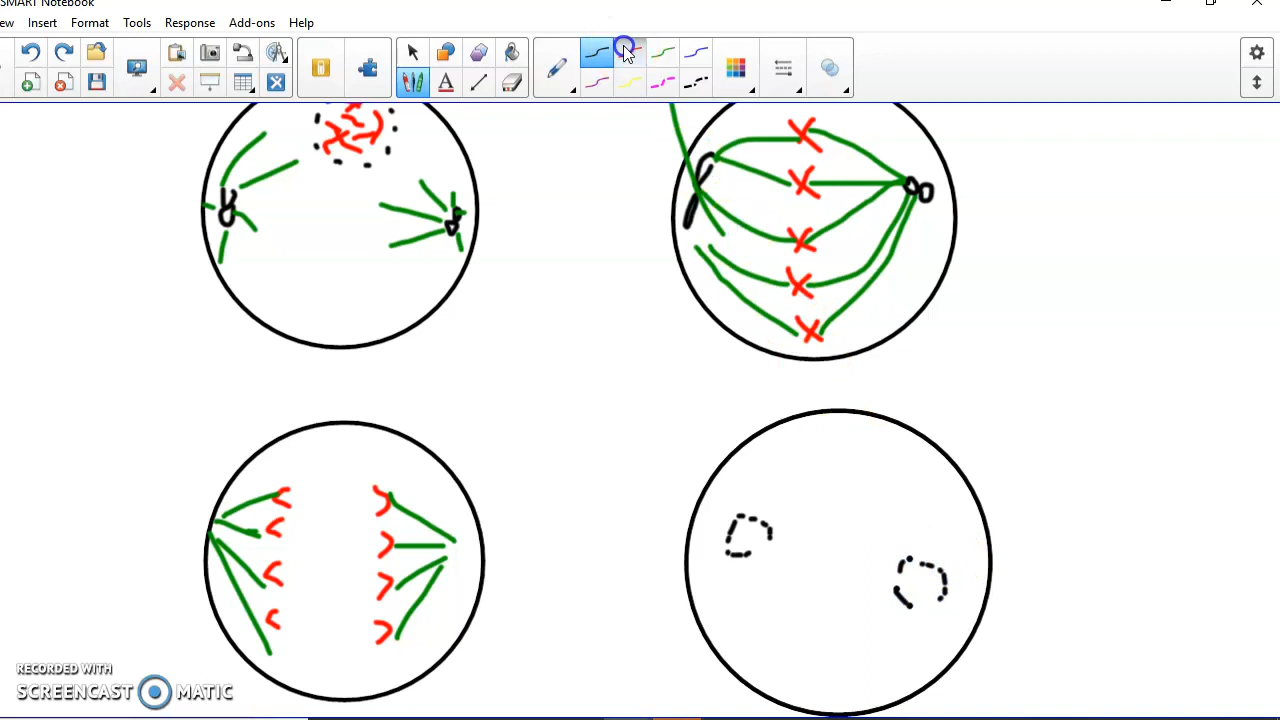 SMART Notebook
ew Insert Format Tools Response Add-ons Help
A
RECORDED WITH
SCREENCAST MATIC